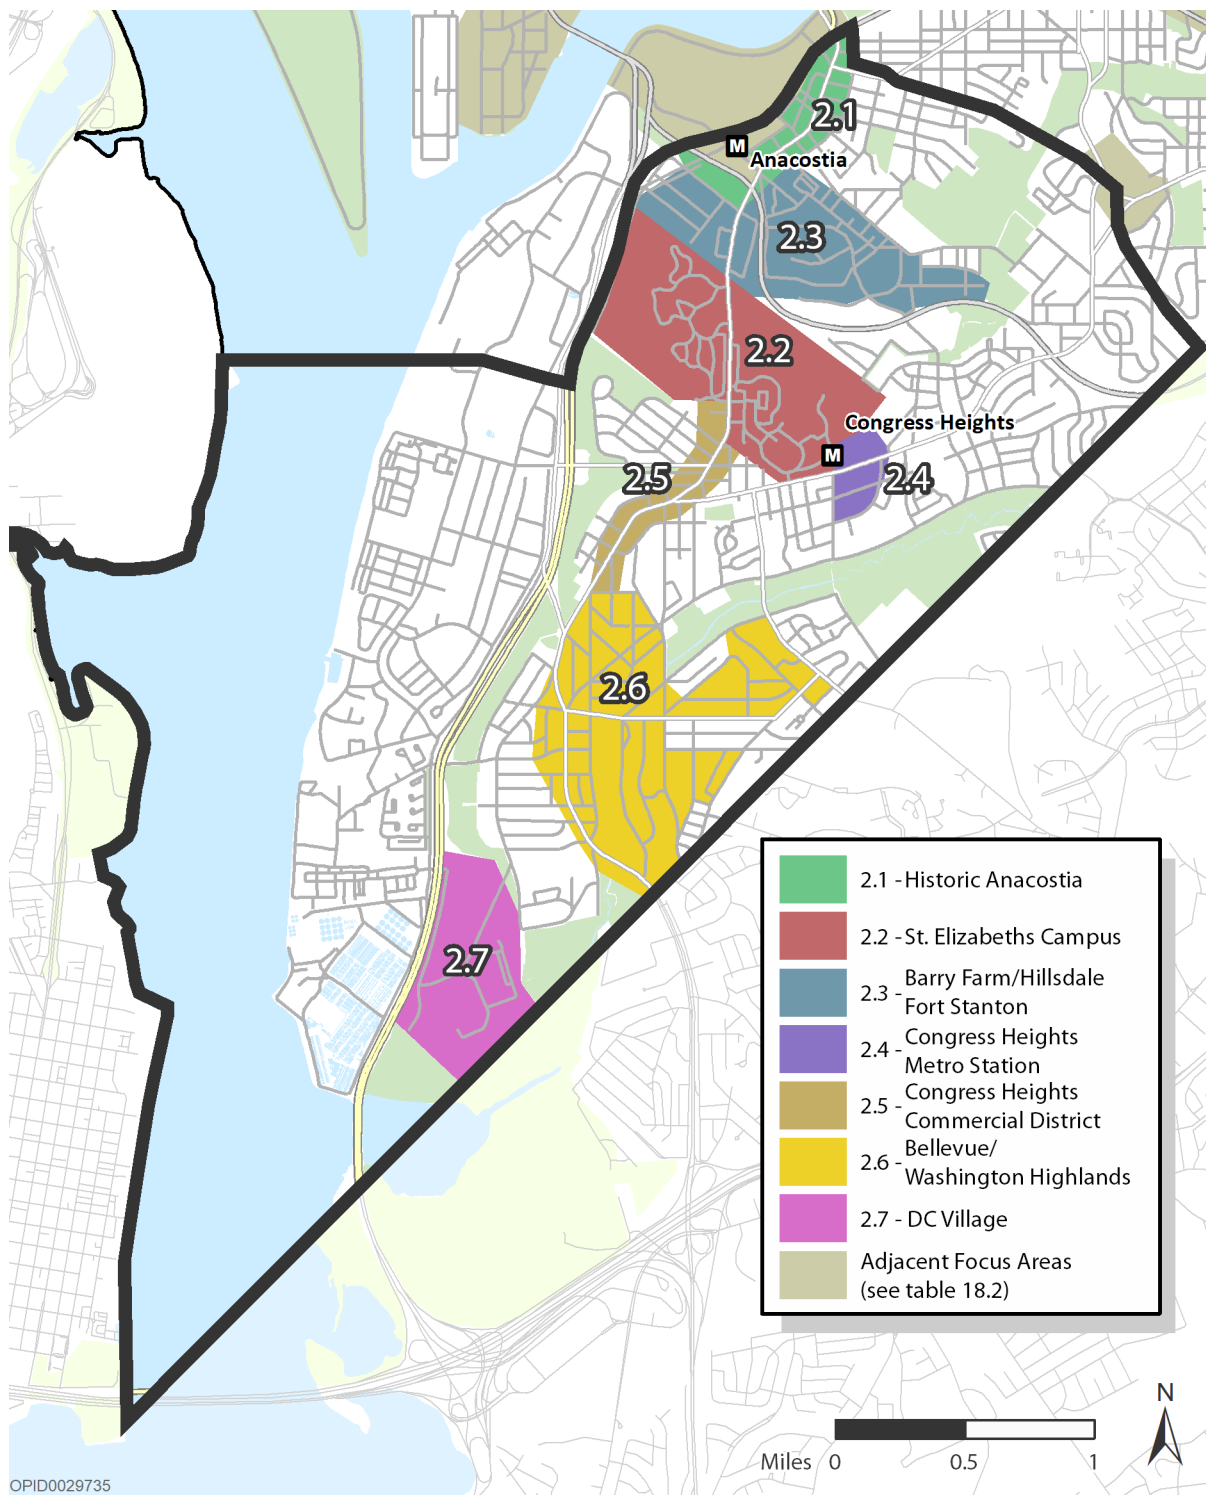 2.1
M
Anacostia
2.3
2.2
Congress Heights
M
2.5
2.4
2.6
2.7
2.1 - Historic Anacostia
2.2 - St. Elizabeths Campus
2.3 - Barry Farm/Hillsdale
Fort Stanton
2.4 - Congress Heights
Metro Station
2.5 - Congress Heights
Commercial District
2.6 - Bellevue/
Washington Highlands
2.7 - DC Village
Adjacent Focus Areas
(see table 18.2)
N
Miles 0 0.5 1
OPID0029735